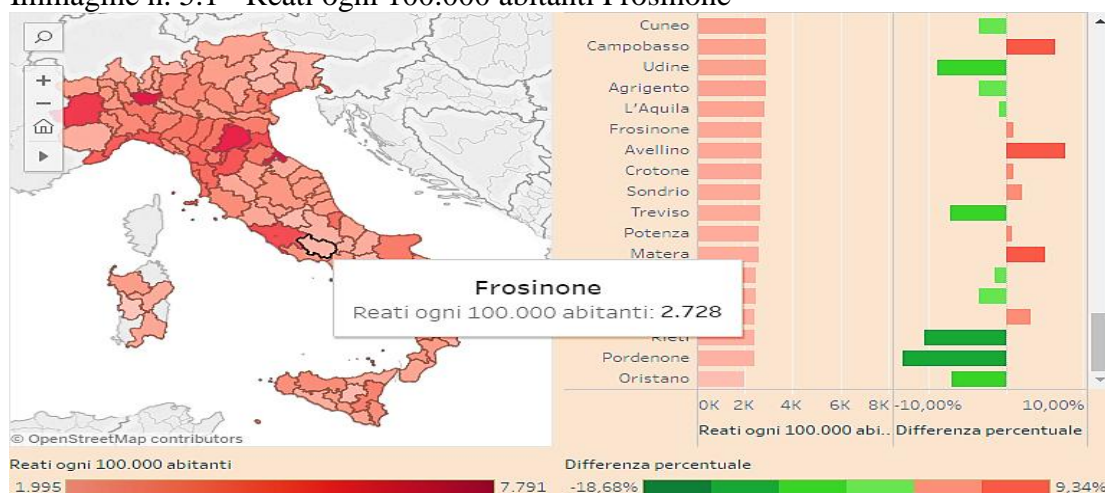 Immagine n. 5.1 - Reati ogni 100.000 abitanti Frosinone
Cuneo
Campobasso
Udine
Agrigento
L'Aquila
Frosinone
Avellino
Crotone
Sondrio
Treviso
Potenza
Matera
Frosinone
Reati ogni 100.000 abitanti: 2.728
Pordenone
Oristano
0K 2K 4K 6K 8K -10,00% 10,00%
Reati ogni 100.000 abi.. Differenza percentuale
© OpenStreetMap contributors
Reati ogni 100.000 abitanti
1.995 7.791
Differenza percentuale
-18,68% 9,34%